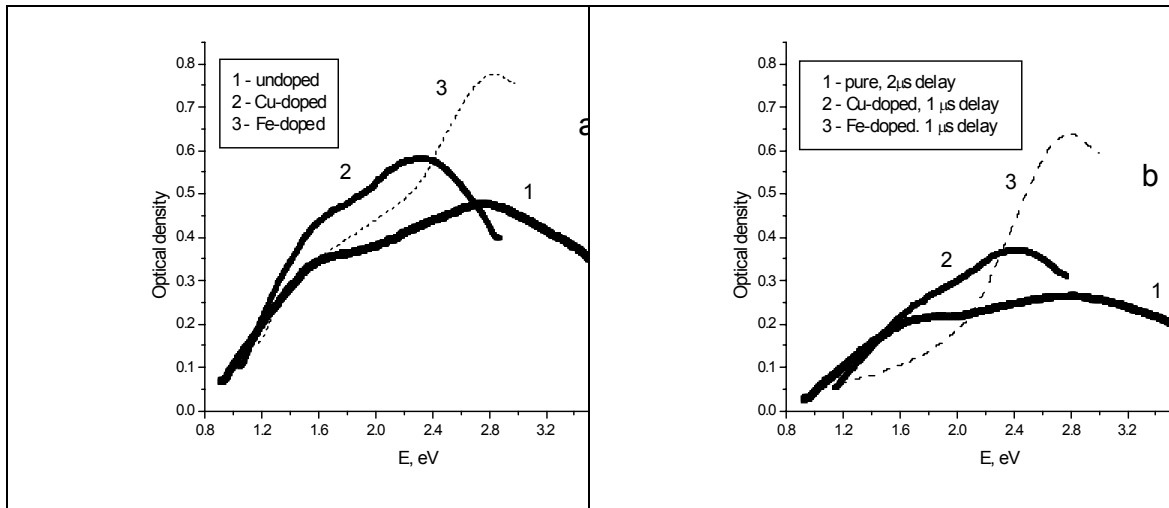 1 - undoped
2 - Cu-doped
3 - Fe-doped
a
3
2
1
Optical density
0.8
0.7
0.6
0.5
0.4
0.3
0.2
0.1
0.0
0.8 1.2 1.6 2.0 2.4 2.8 3.2
E, eV
1 - pure, 2μs delay
2 - Cu-doped, 1 μs delay
3 - Fe-doped. 1 μs delay
b
3
2
1
Optical density
0.8
0.7
0.6
0.5
0.4
0.3
0.2
0.1
0.0
0.8 1.2 1.6 2.0 2.4 2.8 3.2
E, eV